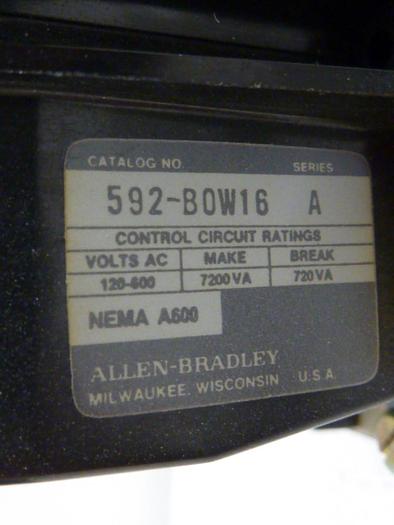 CATALOG NO. SERIES
592-BOW16 A
CONTROL CIRCUIT RATINGS
VOLTS AC MAKE BREAK
120-600 7200 VA 720 VA
NEMA A600
ALLEN-BRADLEY
MILWAUKEE, WISCONSIN U.S.A.